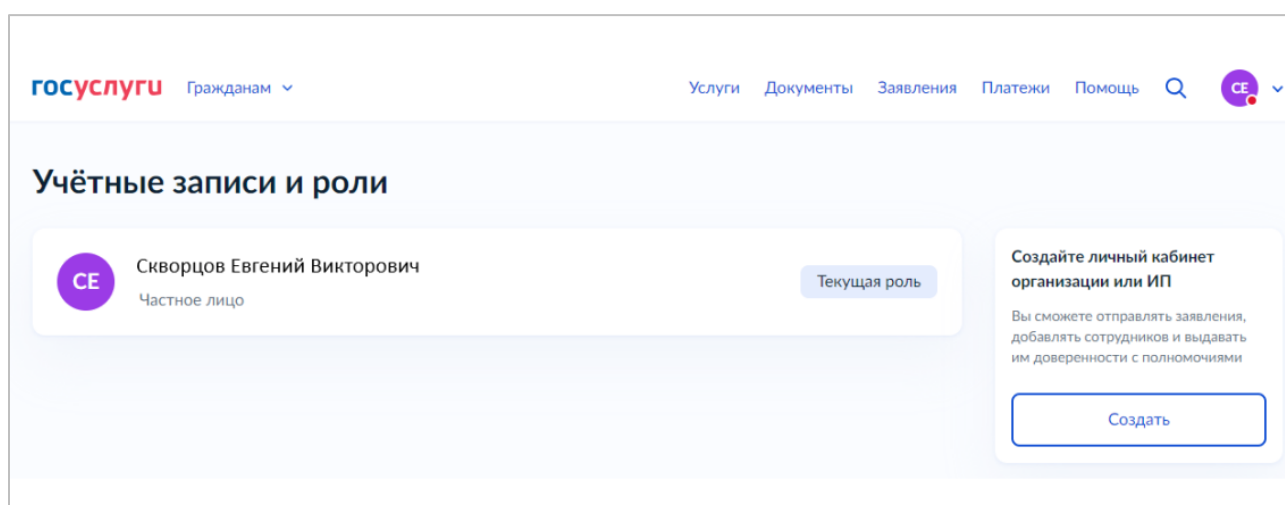 госуслуги Гражданам Услуги Документы Заявления Платежи Помощь СЕ
Учётные записи и роли
СЕ
Скворцов Евгений Викторович
Частное лицо
Текущая роль
Создайте личный кабинет
организации или ИП
Вы сможете отправлять заявления,
добавлять сотрудников и выдавать
им доверенности с полномочиями
Создать